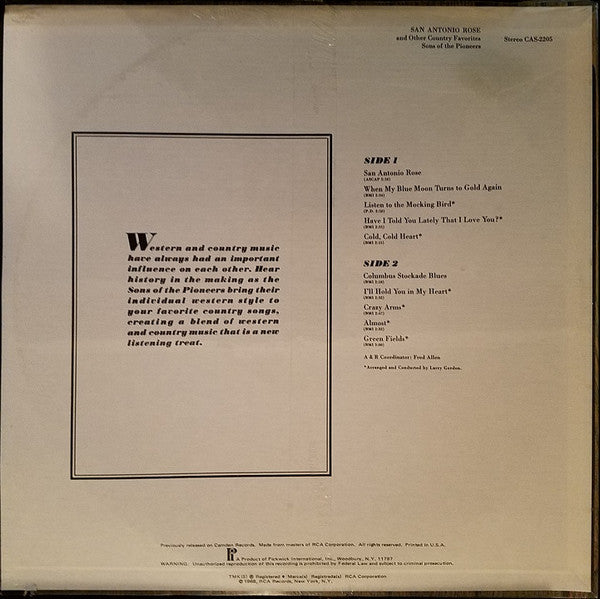 SAN ANTONIO ROSE
and Other Country Favorites
Sons of the Pioneers
Stereo CAS-2205
Western and country music
have always had an important
influence on each other. Hear
history in the making as the
Sons of the Pioneers bring their
individual western style to
your favorite country songs,
creating a blend of western
and country music that is a new
listening treat.
SIDE 1
San Antonio Rose
When My Blue Moon Turns to Gold Again
Listen to the Mocking Bird*
Have I Told You Lately That I Love You?*
Cold, Cold Heart*
SIDE 2
Columbus Stockade Blues
I'll Hold You in My Heart*
Crazy Arms*
Almost*
Green Fields*
A & R Coordinator: Fred Allen
*Arranged and Conducted by Larry Gordon.
Previously released on Camden Records. Made from masters of RCA Corporation. All rights reserved. Printed in U.S.A.
A Product of Pickwick International, Inc., Woodbury, N.Y. 11797
WARNING: Unauthorized reproduction of this recording is prohibited by Federal Law and subject to criminal prosecution.
TMK(S) ® Registered • Marca(s) Registrada(s) RCA Corporation
© 1968, RCA Records, New York, N.Y.